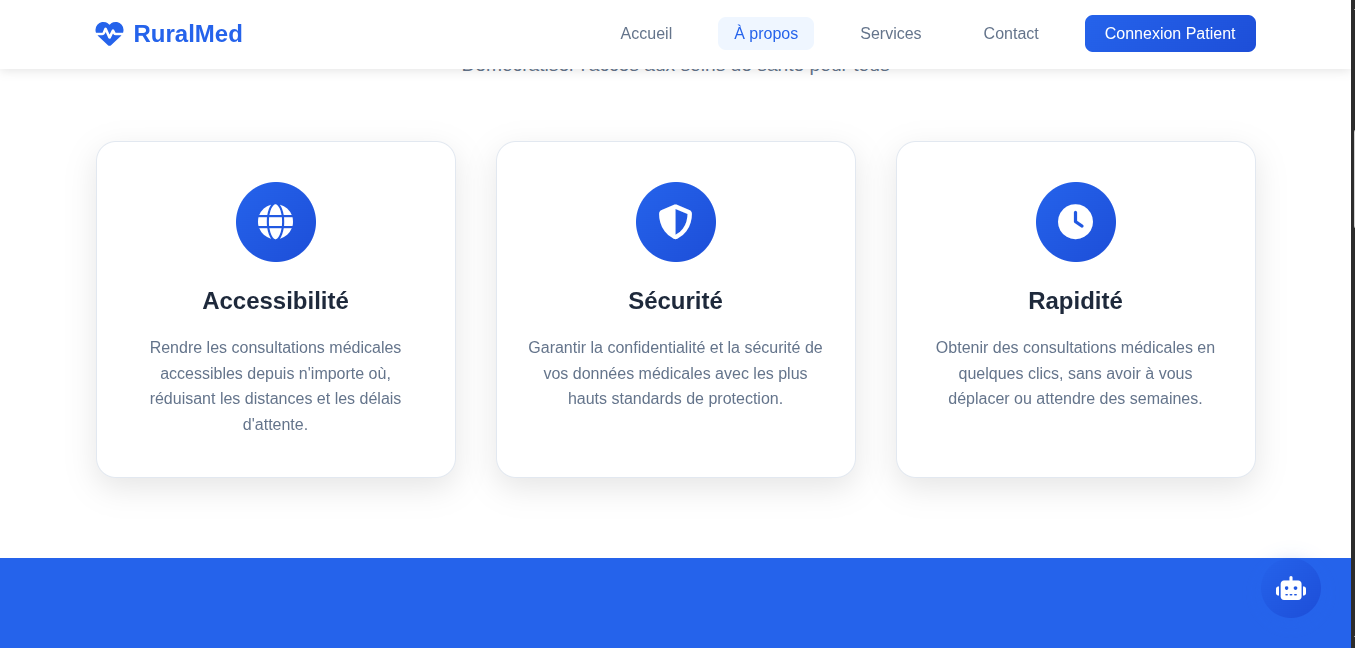 RuralMed
Accueil
À propos
Services
Contact
Connexion Patient
Démocratiser l'accès aux soins de santé pour tous
Accessibilité
Rendre les consultations médicales
accessibles depuis n'importe où,
réduisant les distances et les délais
d'attente.
Sécurité
Garantir la confidentialité et la sécurité de
vos données médicales avec les plus
hauts standards de protection.
Rapidité
Obtenir des consultations médicales en
quelques clics, sans avoir à vous
déplacer ou attendre des semaines.